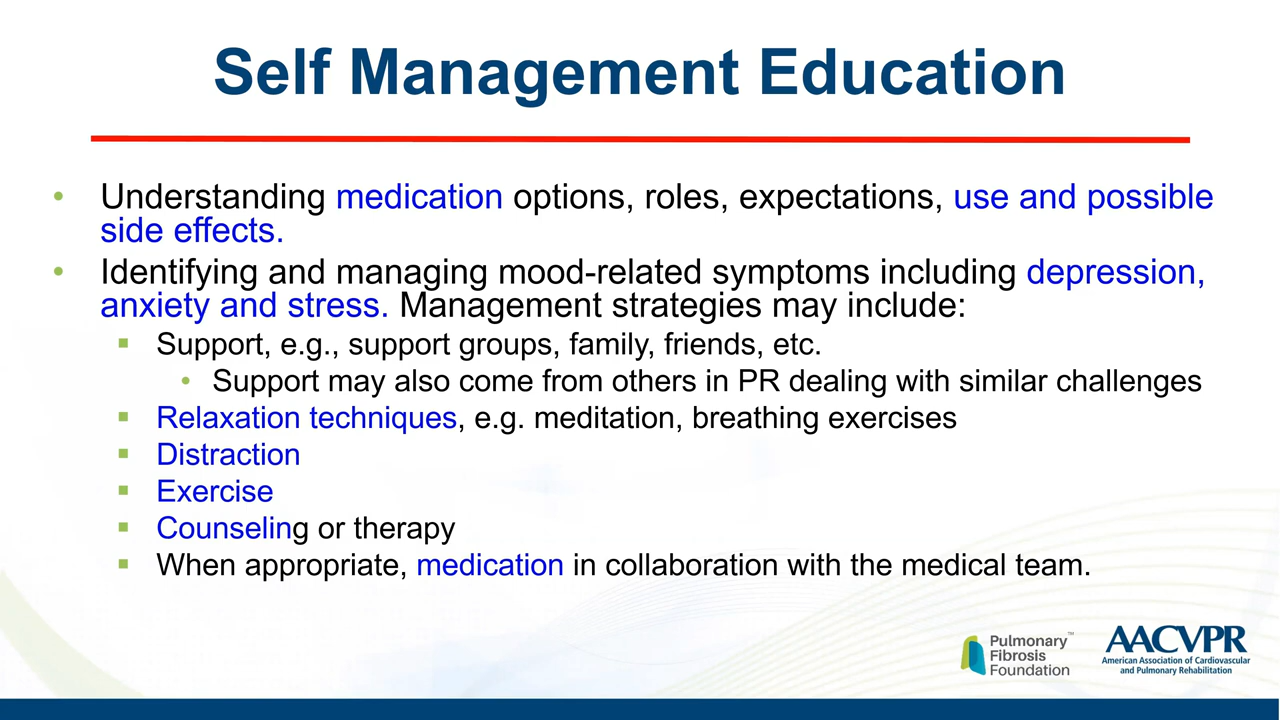 Self Management Education
• Understanding medication options, roles, expectations, use and possible
side effects.
• Identifying and managing mood-related symptoms including depression,
anxiety and stress. Management strategies may include:
▪ Support, e.g., support groups, family, friends, etc.
• Support may also come from others in PR dealing with similar challenges
▪ Relaxation techniques, e.g. meditation, breathing exercises
▪ Distraction
▪ Exercise
▪ Counseling or therapy
▪ When appropriate, medication in collaboration with the medical team.
Pulmonary™
Fibrosis
Foundation
AACVPR
American Association of Cardiovascular
and Pulmonary Rehabilitation